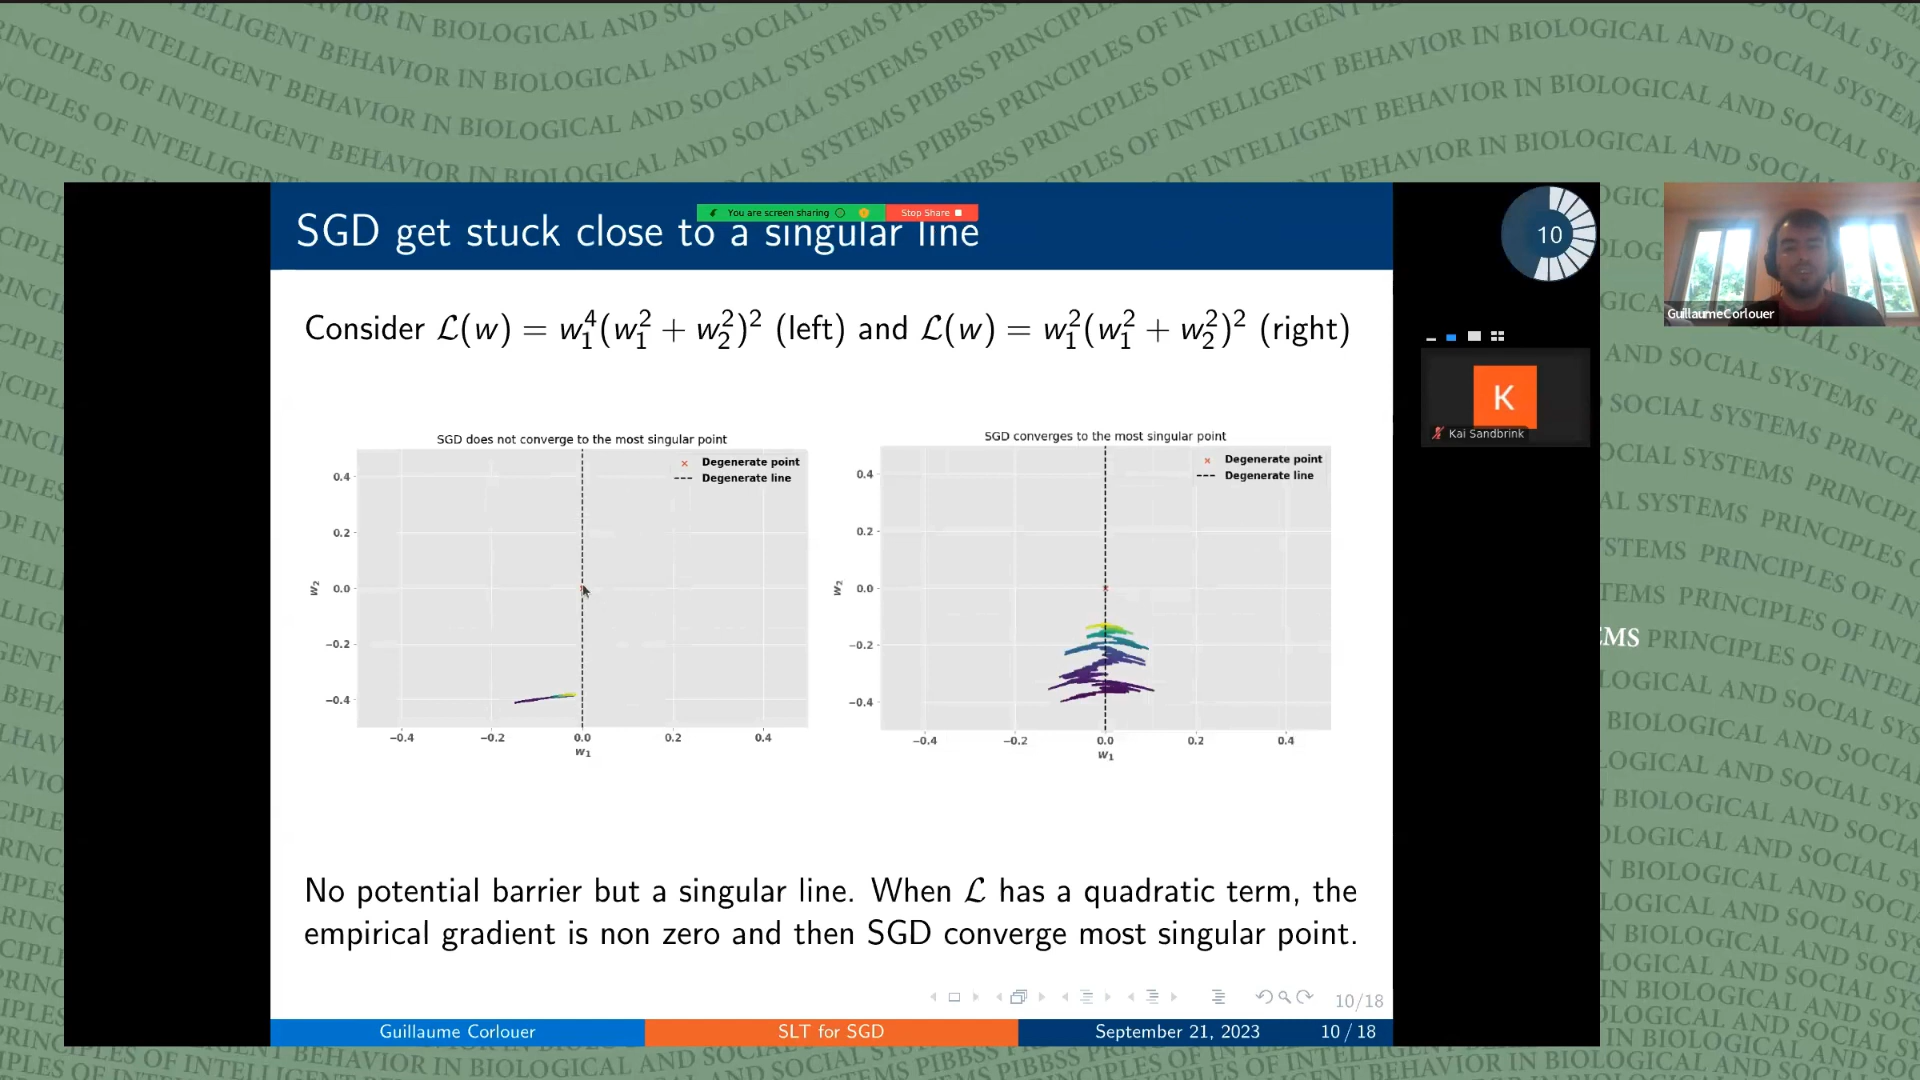 PRINCIPLES OF INTELLIGENT BEHAVIOR IN BIOLOGICAL AND SOCIAL SYSTEMS PIBBSS
SGD get stuck close to a singular line
You are screen sharing
Stop Share
10
GuillaumeCorlouer
Consider ℒ(w) = w₁⁴(w₁² + w₂²)² (left) and ℒ(w) = w₁²(w₁² + w₂²)² (right)
K
Kai Sandbrink
SGD does not converge to the most singular point
Degenerate point
Degenerate line
0.4
0.2
0.0
−0.2
−0.4
w₂
−0.4 −0.2 0.0 0.2 0.4
w₁
SGD converges to the most singular point
Degenerate point
Degenerate line
0.4
0.2
0.0
−0.2
−0.4
w₂
−0.4 −0.2 0.0 0.2 0.4
w₁
No potential barrier but a singular line. When ℒ has a quadratic term, the
empirical gradient is non zero and then SGD converge most singular point.
10/18
Guillaume Corlouer SLT for SGD September 21, 2023 10 / 18